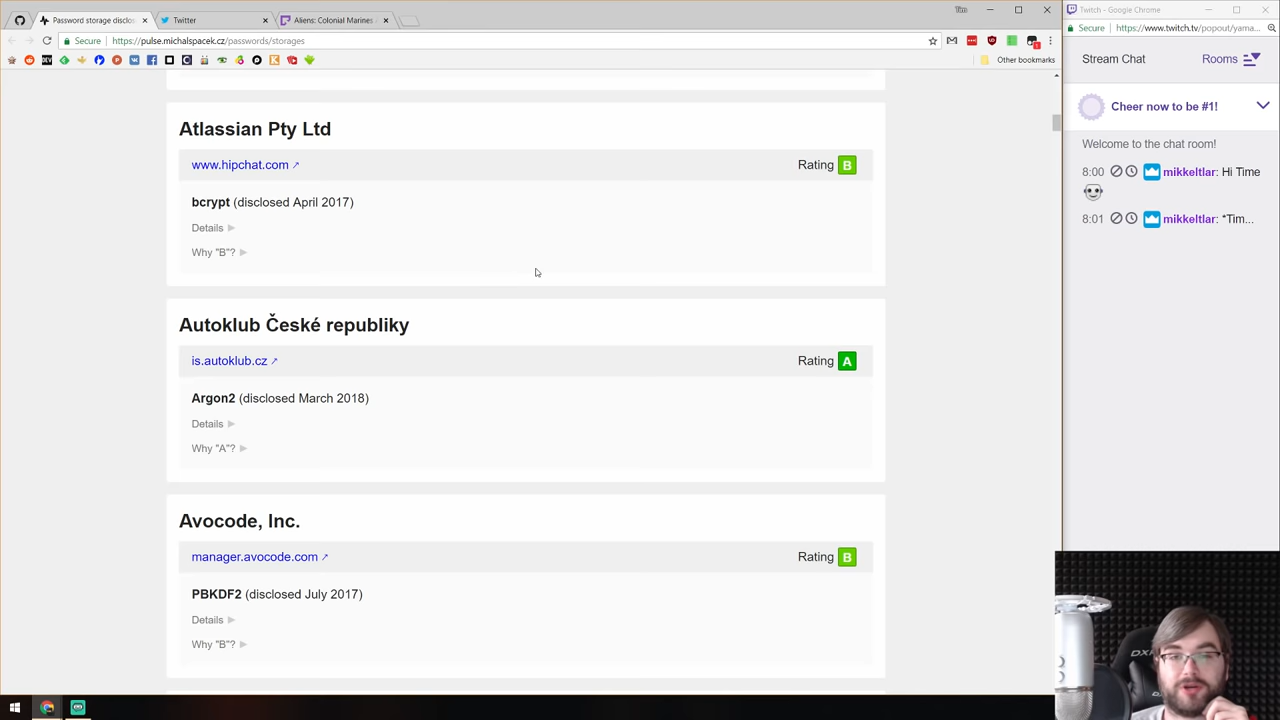 Password storage disclos
Twitter
Aliens: Colonial Marines
Tim
Secure
https://pulse.michalspacek.cz/passwords/storages
Other bookmarks
Atlassian Pty Ltd
www.hipchat.com ↗
Rating B
bcrypt (disclosed April 2017)
Details ▶
Why "B"? ▶
Autoklub České republiky
is.autoklub.cz ↗
Rating A
Argon2 (disclosed March 2018)
Details ▶
Why "A"? ▶
Avocode, Inc.
manager.avocode.com ↗
Rating B
PBKDF2 (disclosed July 2017)
Details ▶
Why "B"? ▶
Twitch - Google Chrome
Secure
https://www.twitch.tv/popout/yama...
Stream Chat
Rooms
Cheer now to be #1!
Welcome to the chat room!
8:00 mikkeltlar: Hi Time
8:01 mikkeltlar: *Tim...